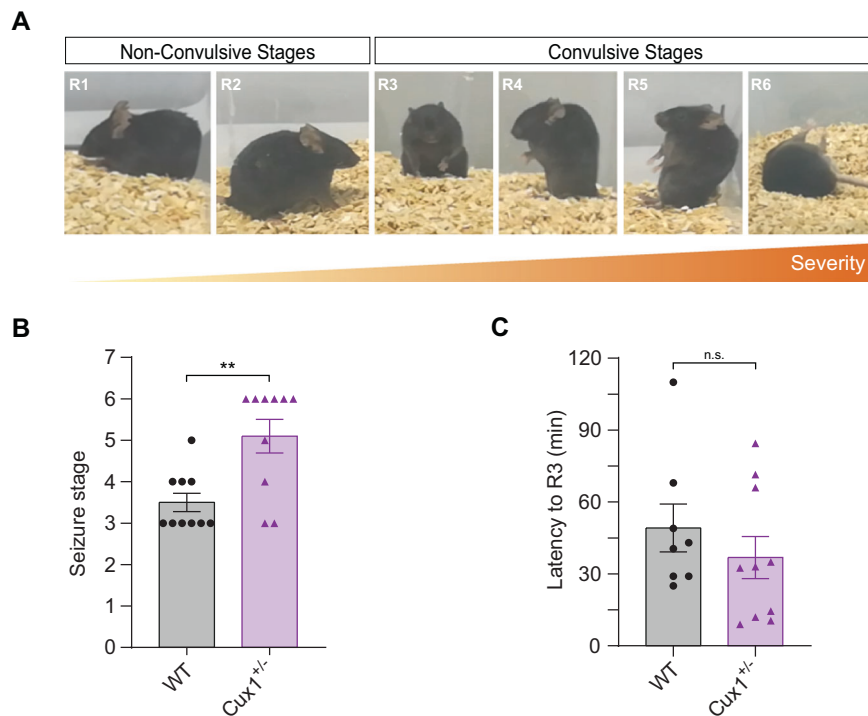 A
Non-Convulsive Stages
Convulsive Stages
R1
R2
R3
R4
R5
R6
Severity
B
Seizure stage
7
6
5
4
3
2
1
0
**
WT
Cux1+/-
C
Latency to R3 (min)
120
90
60
30
0
n.s.
WT
Cux1+/-